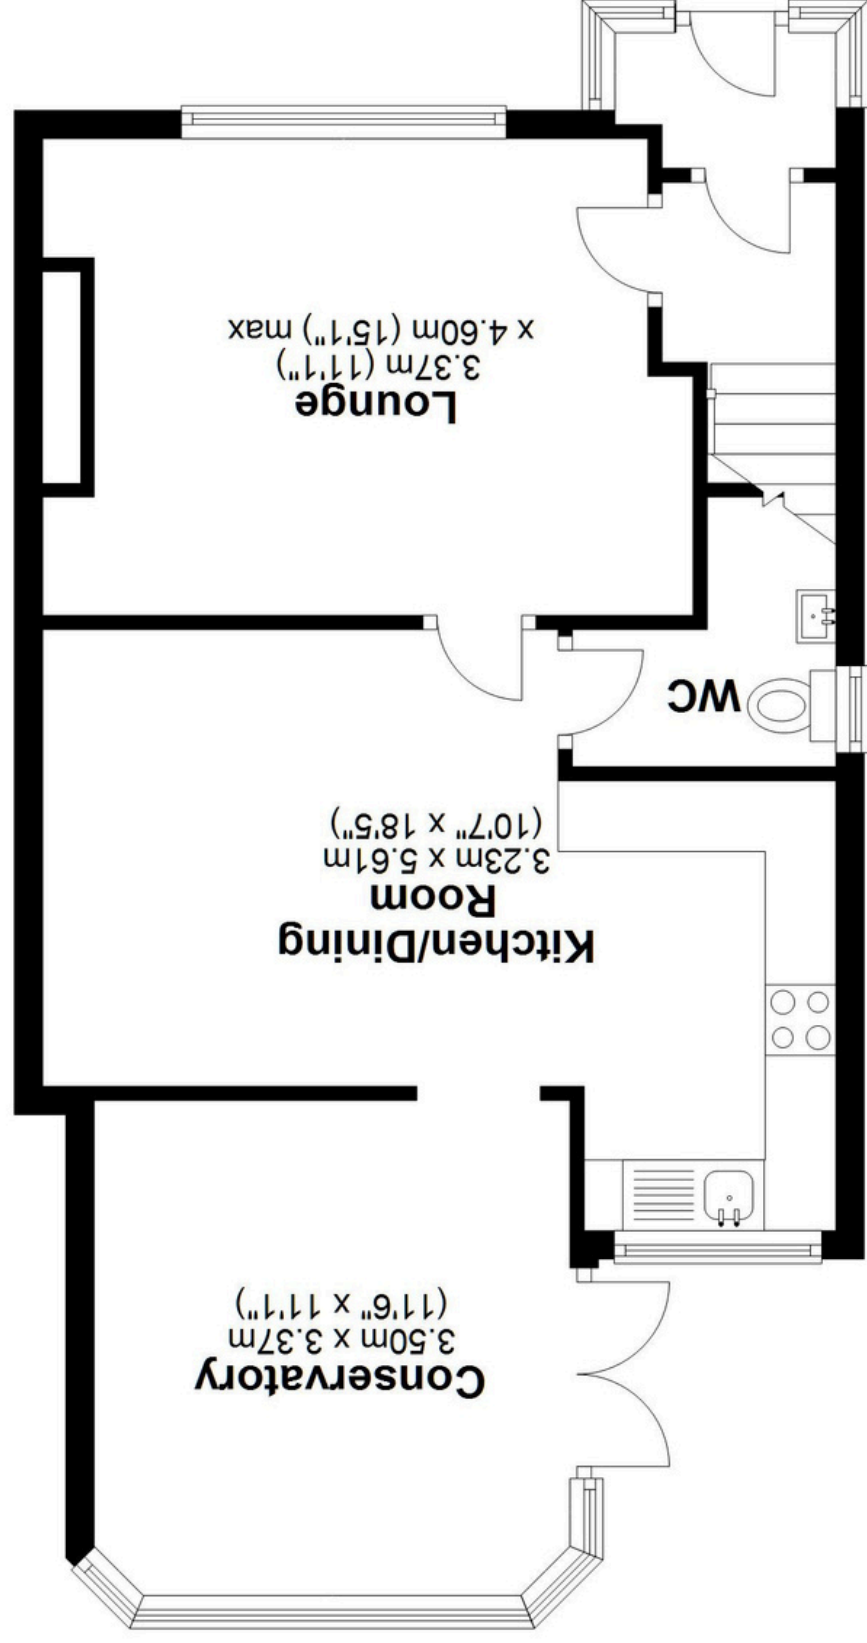 Conservatory
3.50m x 3.37m
(11'6" x 11'1")
Kitchen/Dining
Room
3.23m x 5.61m
(10'7" x 18'5")
WC
Lounge
3.37m (11'1")
x 4.60m (15'1") max